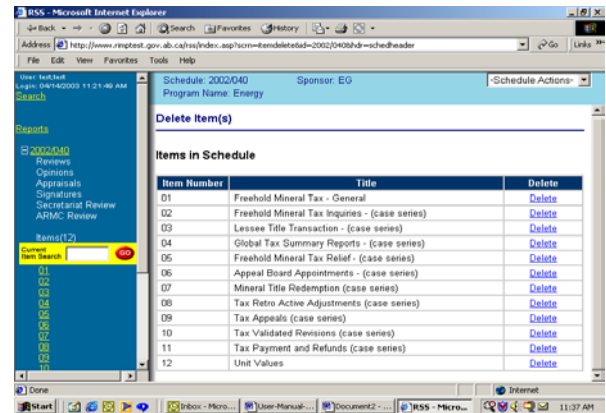 RSS - Microsoft Internet Explorer
Back Search Favorites History
Address http://www.rimptest.gov.ab.ca/rss/index.asp?scrn=itemdelete&id=2002/040&hdr=schedheader Go Links »
File Edit View Favorites Tools Help
User: test,test
Login: 04/14/2003 11:21:48 AM
Search
Reports
2002/040
Reviews
Opinions
Appraisals
Signatures
Secretariat Review
ARMC Review
Items(12)
Current
Item Search GO
01
02
03
04
05
06
07
08
09
10
Schedule: 2002/040 Sponsor: EG -Schedule Actions-
Program Name: Energy
Delete Item(s)
Items in Schedule
Item Number Title Delete
01 Freehold Mineral Tax - General Delete
02 Freehold Mineral Tax Inquiries - (case series) Delete
03 Lessee Title Transaction - (case series) Delete
04 Global Tax Summary Reports - (case series) Delete
05 Freehold Mineral Tax Relief - (case series) Delete
06 Appeal Board Appointments - (case series) Delete
07 Mineral Title Redemption (case series) Delete
08 Tax Retro Active Adjustments (case series) Delete
09 Tax Appeals (case series) Delete
10 Tax Validated Revisions (case series) Delete
11 Tax Payment and Refunds (case series) Delete
12 Unit Values Delete
Done Internet
Start Inbox - Micro... User-Manual-... Document2 - ... RSS - Micro... 11:37 AM